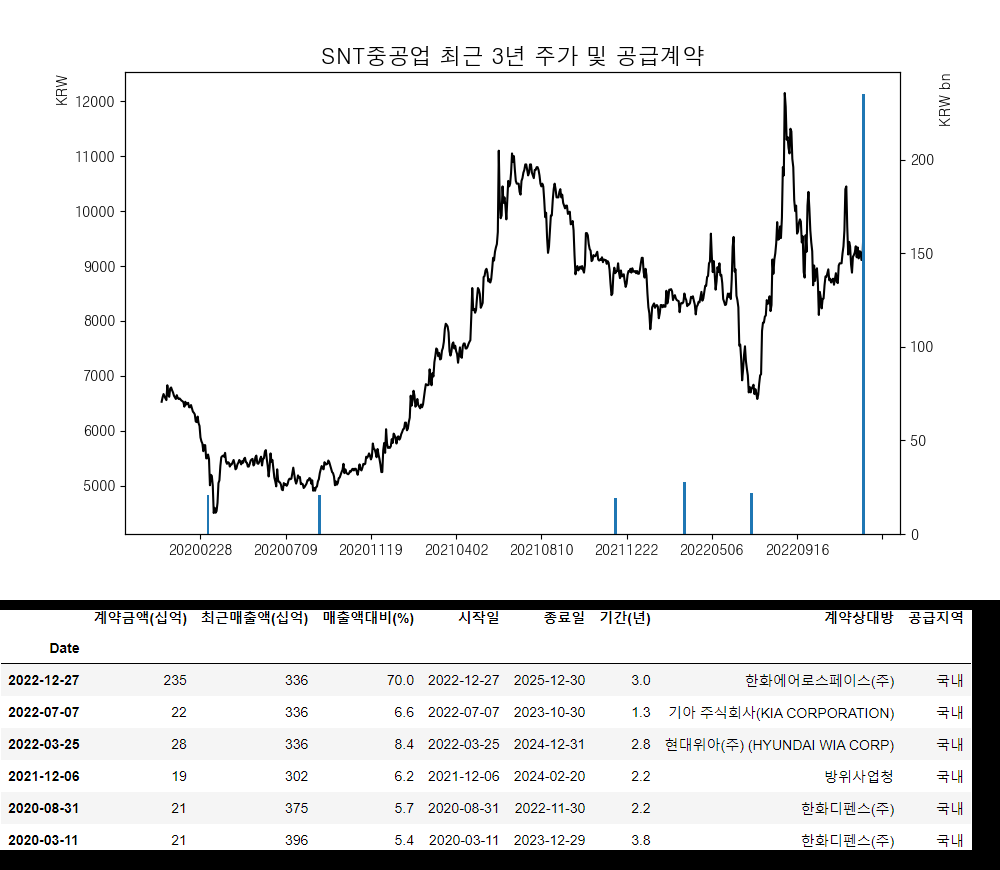 SNT중공업 최근 3년 주가 및 공급계약
KRW
KRW bn
12000
11000
10000
9000
8000
7000
6000
5000
200
150
100
50
0
20200228 20200709 20201119 20210402 20210810 20211222 20220506 20220916
계약금액(십억) 최근매출액(십억) 매출액대비(%) 시작일 종료일 기간(년) 계약상대방 공급지역
Date
2022-12-27 235 336 70.0 2022-12-27 2025-12-30 3.0 한화에어로스페이스(주) 국내
2022-07-07 22 336 6.6 2022-07-07 2023-10-30 1.3 기아 주식회사(KIA CORPORATION) 국내
2022-03-25 28 336 8.4 2022-03-25 2024-12-31 2.8 현대위아(주) (HYUNDAI WIA CORP) 국내
2021-12-06 19 302 6.2 2021-12-06 2024-02-20 2.2 방위사업청 국내
2020-08-31 21 375 5.7 2020-08-31 2022-11-30 2.2 한화디펜스(주) 국내
2020-03-11 21 396 5.4 2020-03-11 2023-12-29 3.8 한화디펜스(주) 국내